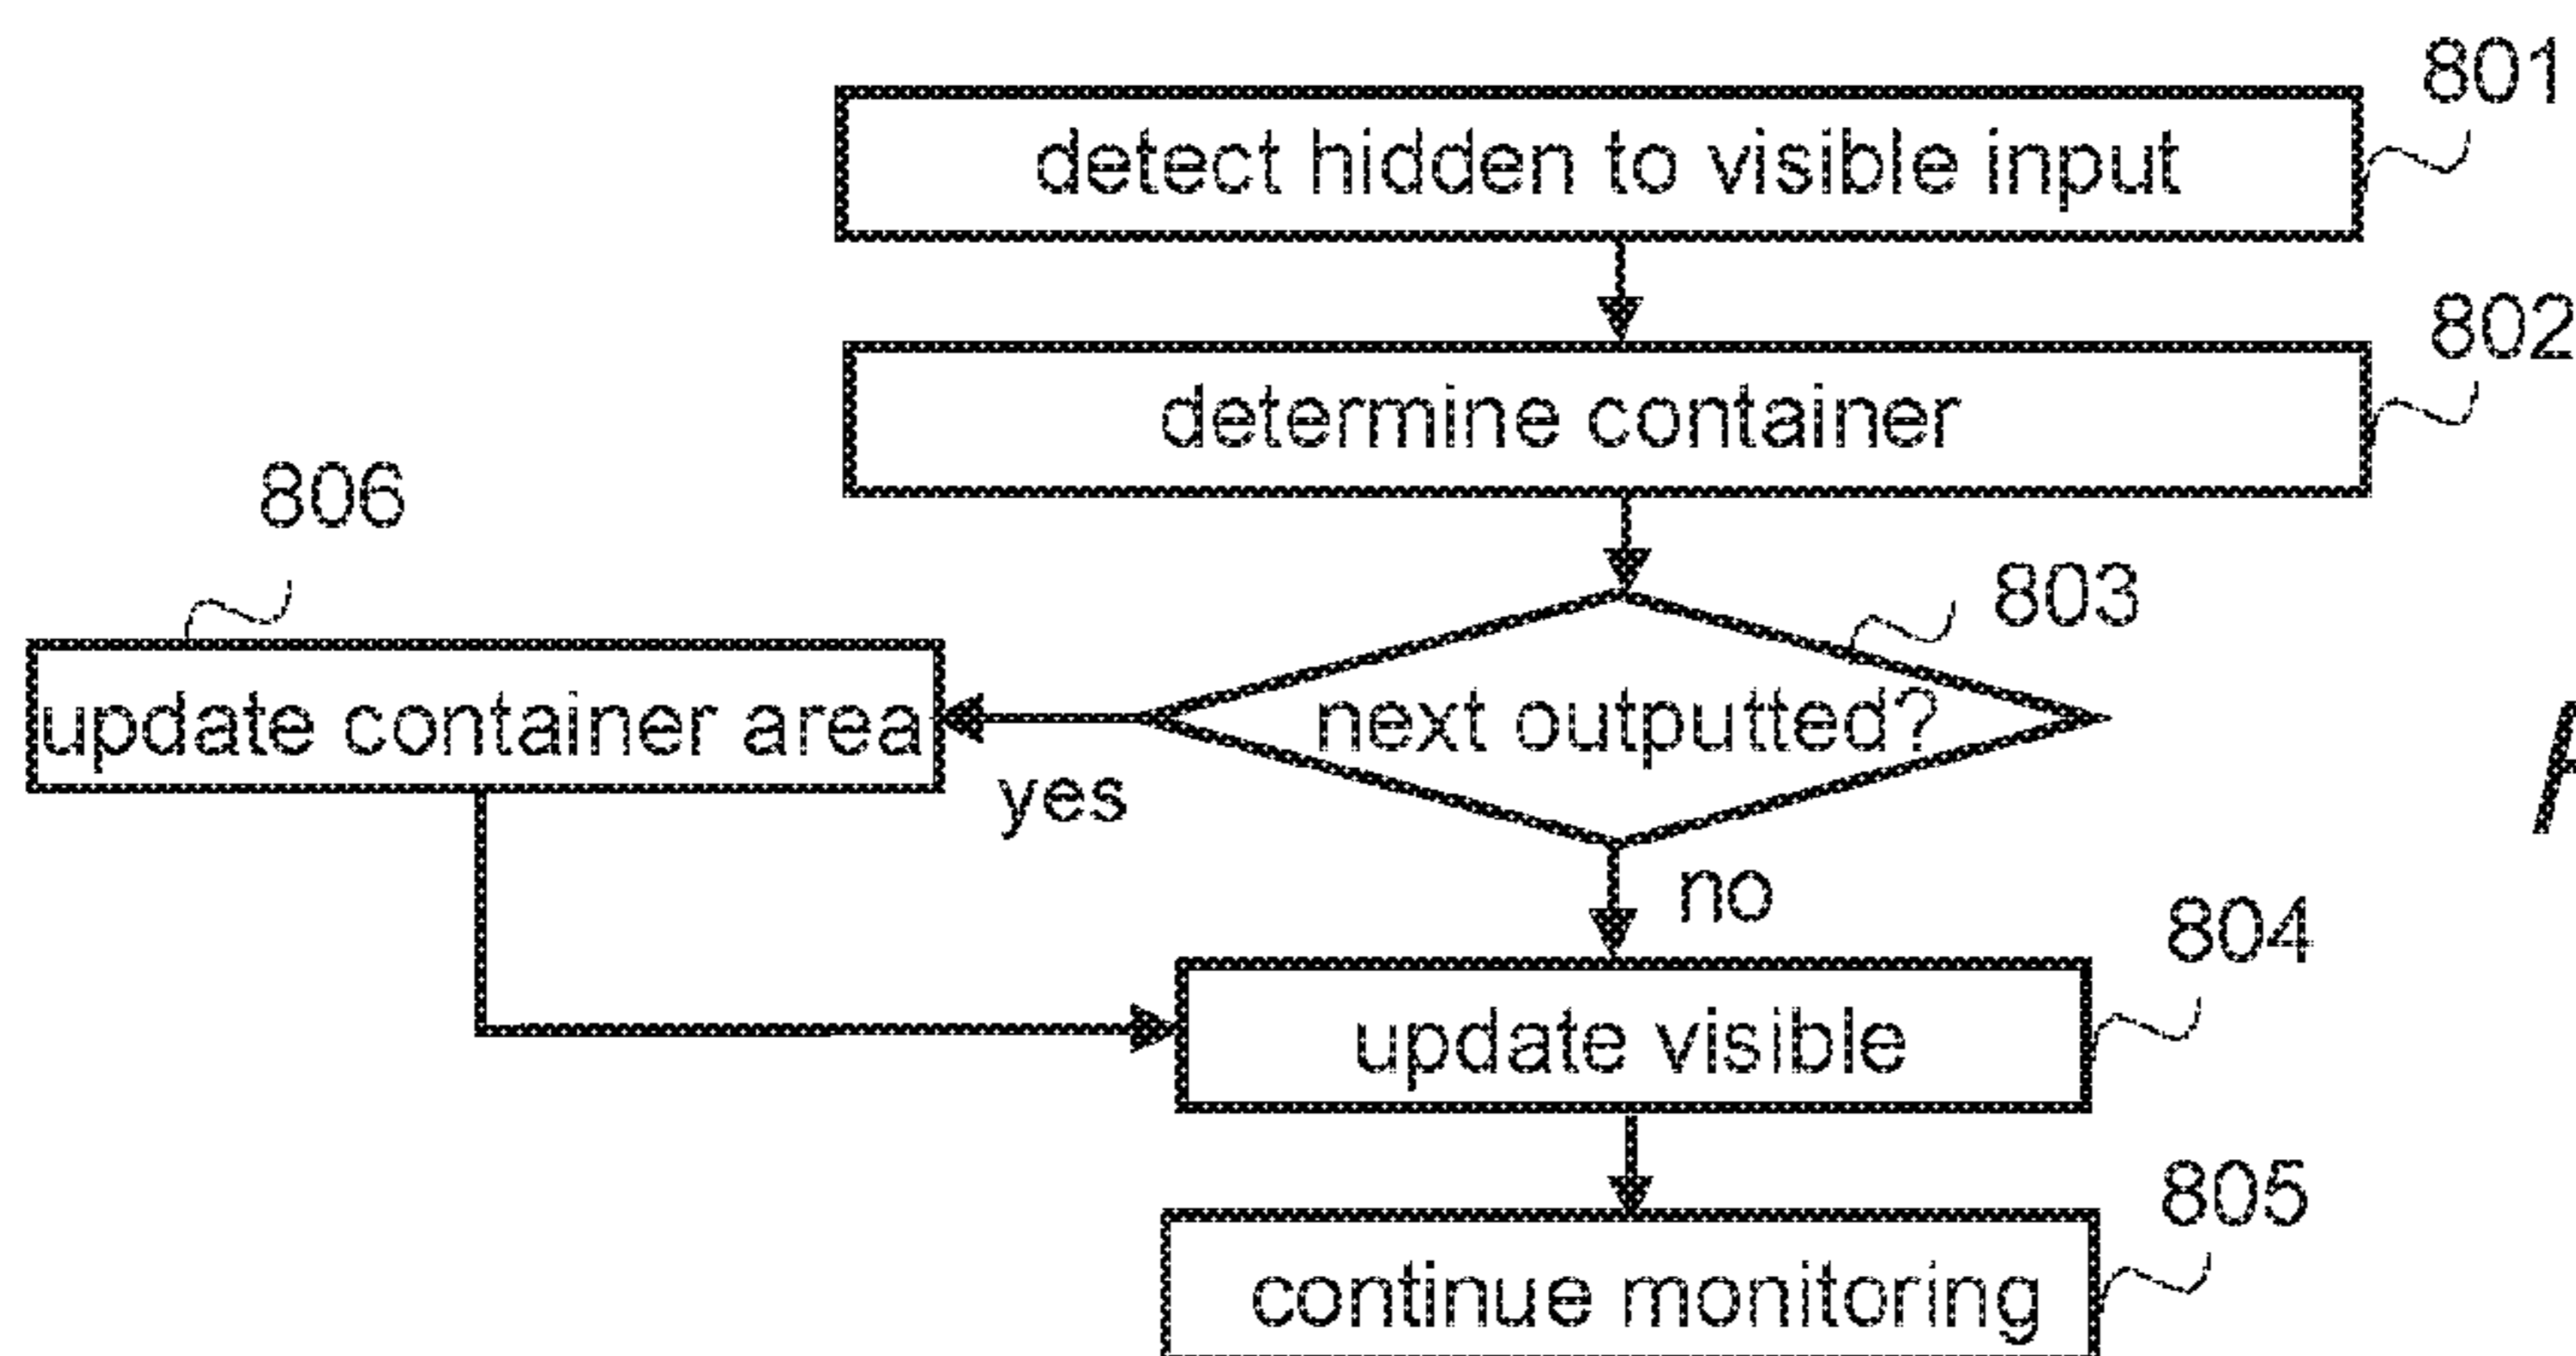 801
detect hidden to visible input
802
determine container
806
803
update container area
next outputted?
yes
no
804
update visible
805
continue monitoring